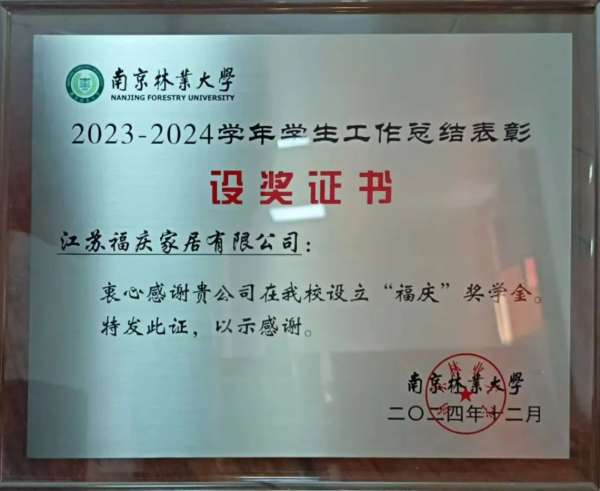 南京林業大學
NANJING FORESTRY UNIVERSITY
2023-2024学年学生工作总结表彰
设奖证书
江苏福庆家居有限公司：
衷心感谢贵公司在我校设立“福庆”奖学金。
特发此证，以示感谢。
南京林業大學
二〇二四年十二月